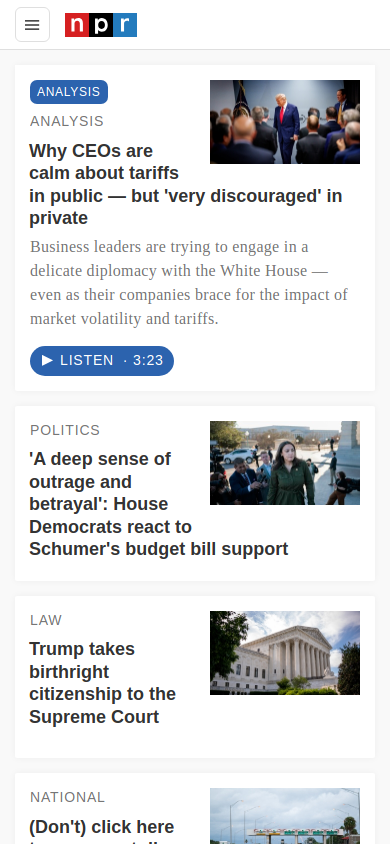 npr
ANALYSIS
ANALYSIS
Why CEOs are
calm about tariffs
in public — but 'very discouraged' in
private
Business leaders are trying to engage in a
delicate diplomacy with the White House —
even as their companies brace for the impact of
market volatility and tariffs.
LISTEN · 3:23
POLITICS
'A deep sense of
outrage and
betrayal': House
Democrats react to
Schumer's budget bill support
LAW
Trump takes
birthright
citizenship to the
Supreme Court
NATIONAL
(Don't) click here